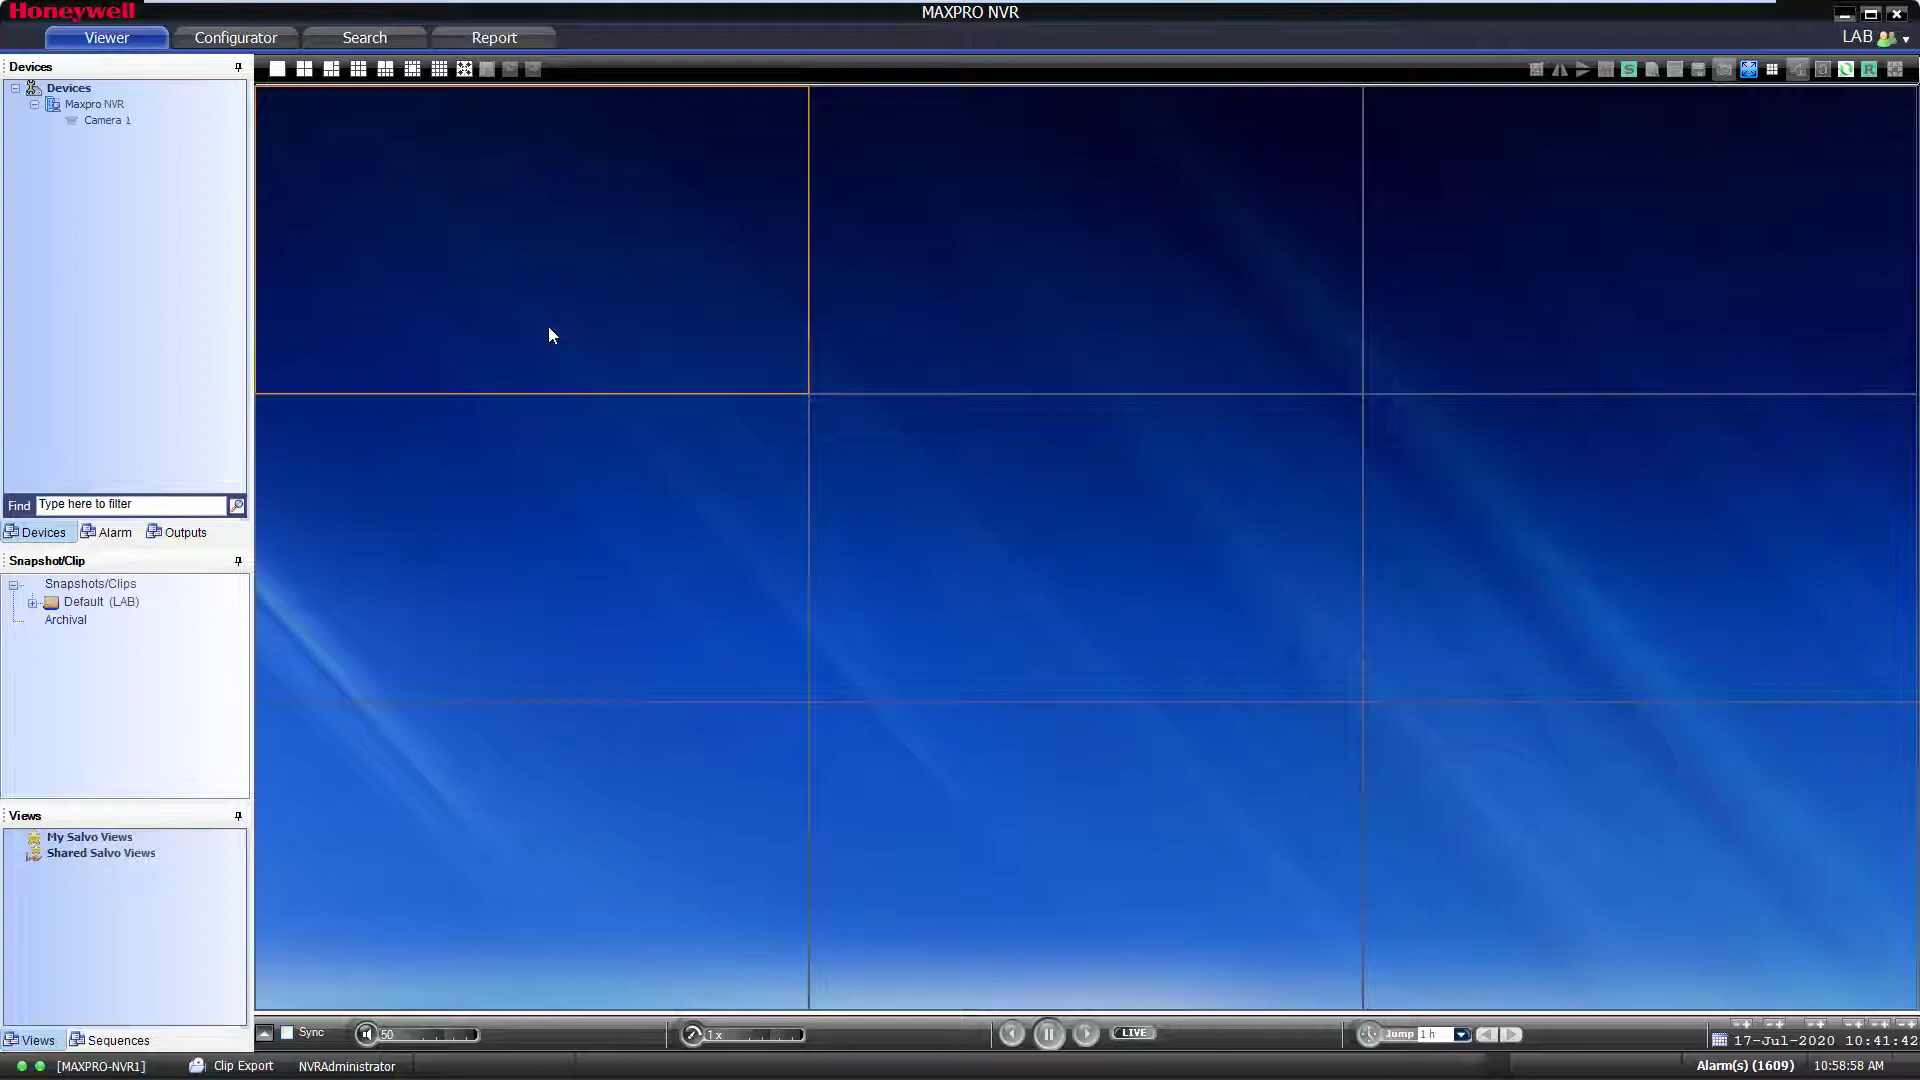 Honeywell
MAXPRO NVR
Viewer
Configurator
Search
Report
LAB
Devices
Devices
Maxpro NVR
Camera 1
Find
Type here to filter
Devices
Alarm
Outputs
Snapshot/Clip
Snapshots/Clips
Default (LAB)
Archival
Views
My Salvo Views
Shared Salvo Views
Views
Sequences
Sync
50
1x
LIVE
Jump
1 h
17-Jul-2020 10:41:42
[MAXPRO-NVR1]
Clip Export
NVRAdministrator
Alarm(s) (1609)
10:58:58 AM